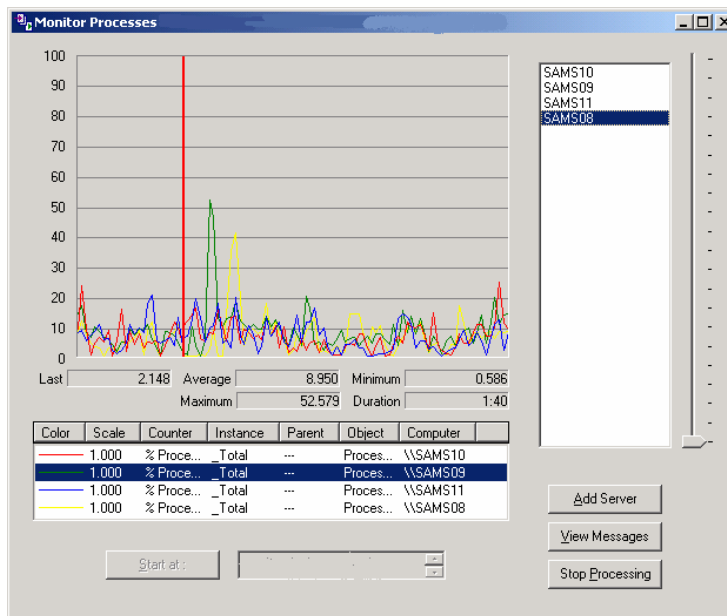 Monitor Processes
100
90
80
70
60
50
40
30
20
10
0
SAMS10
SAMS09
SAMS11
SAMS08
Last 2.148 Average 8.950 Minimum 0.586
Maximum 52.579 Duration 1:40
Color Scale Counter Instance Parent Object Computer
1.000 % Proce... _Total --- Proces... \\SAMS10
1.000 % Proce... _Total --- Proces... \\SAMS09
1.000 % Proce... _Total --- Proces... \\SAMS11
1.000 % Proce... _Total --- Proces... \\SAMS08
Add Server
View Messages
Stop Processing
Start at :